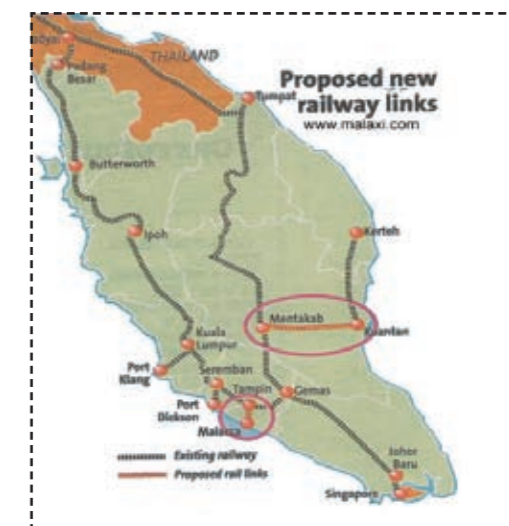 THAILAND
Padang
Besar
Tumpat
Proposed new
railway links
www.malaxi.com
Butterworth
Ipoh
Kerteh
Mentakab
Kuantan
Kuala
Lumpur
Port
Klang
Seremban
Tampin
Gemas
Port
Dickson
Malacca
Existing railway
Proposed rail links
Johor
Baru
Singapore